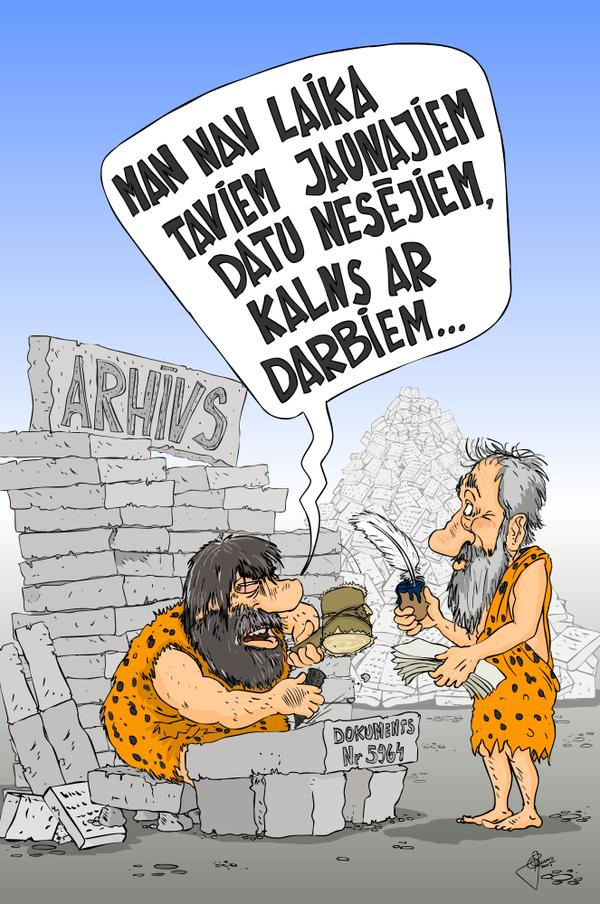 MAN NAV LAIKA
TAVIEM JAUNAJIEM
DATU NESĒJIEM,
KALNS AR
DARBIEM...
ARHĪVS
DOKUMENTS
Nr 5964